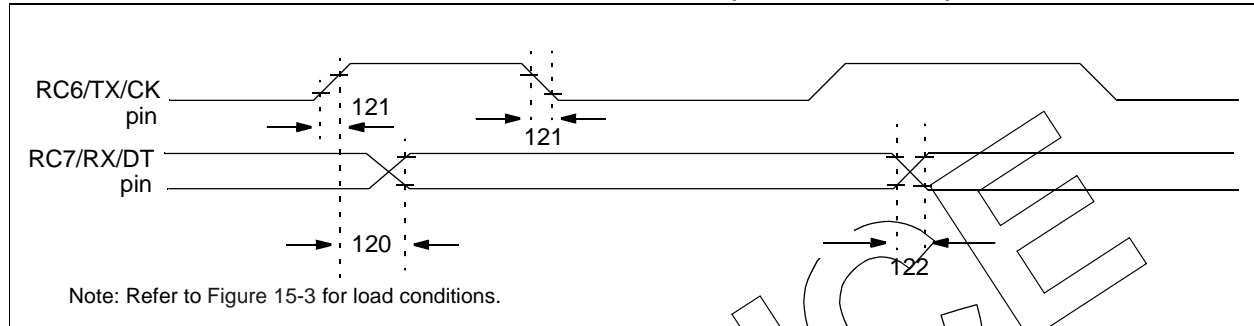 RC6/TX/CK
pin
121
121
RC7/RX/DT
pin
120
122
Note: Refer to Figure 15-3 for load conditions.